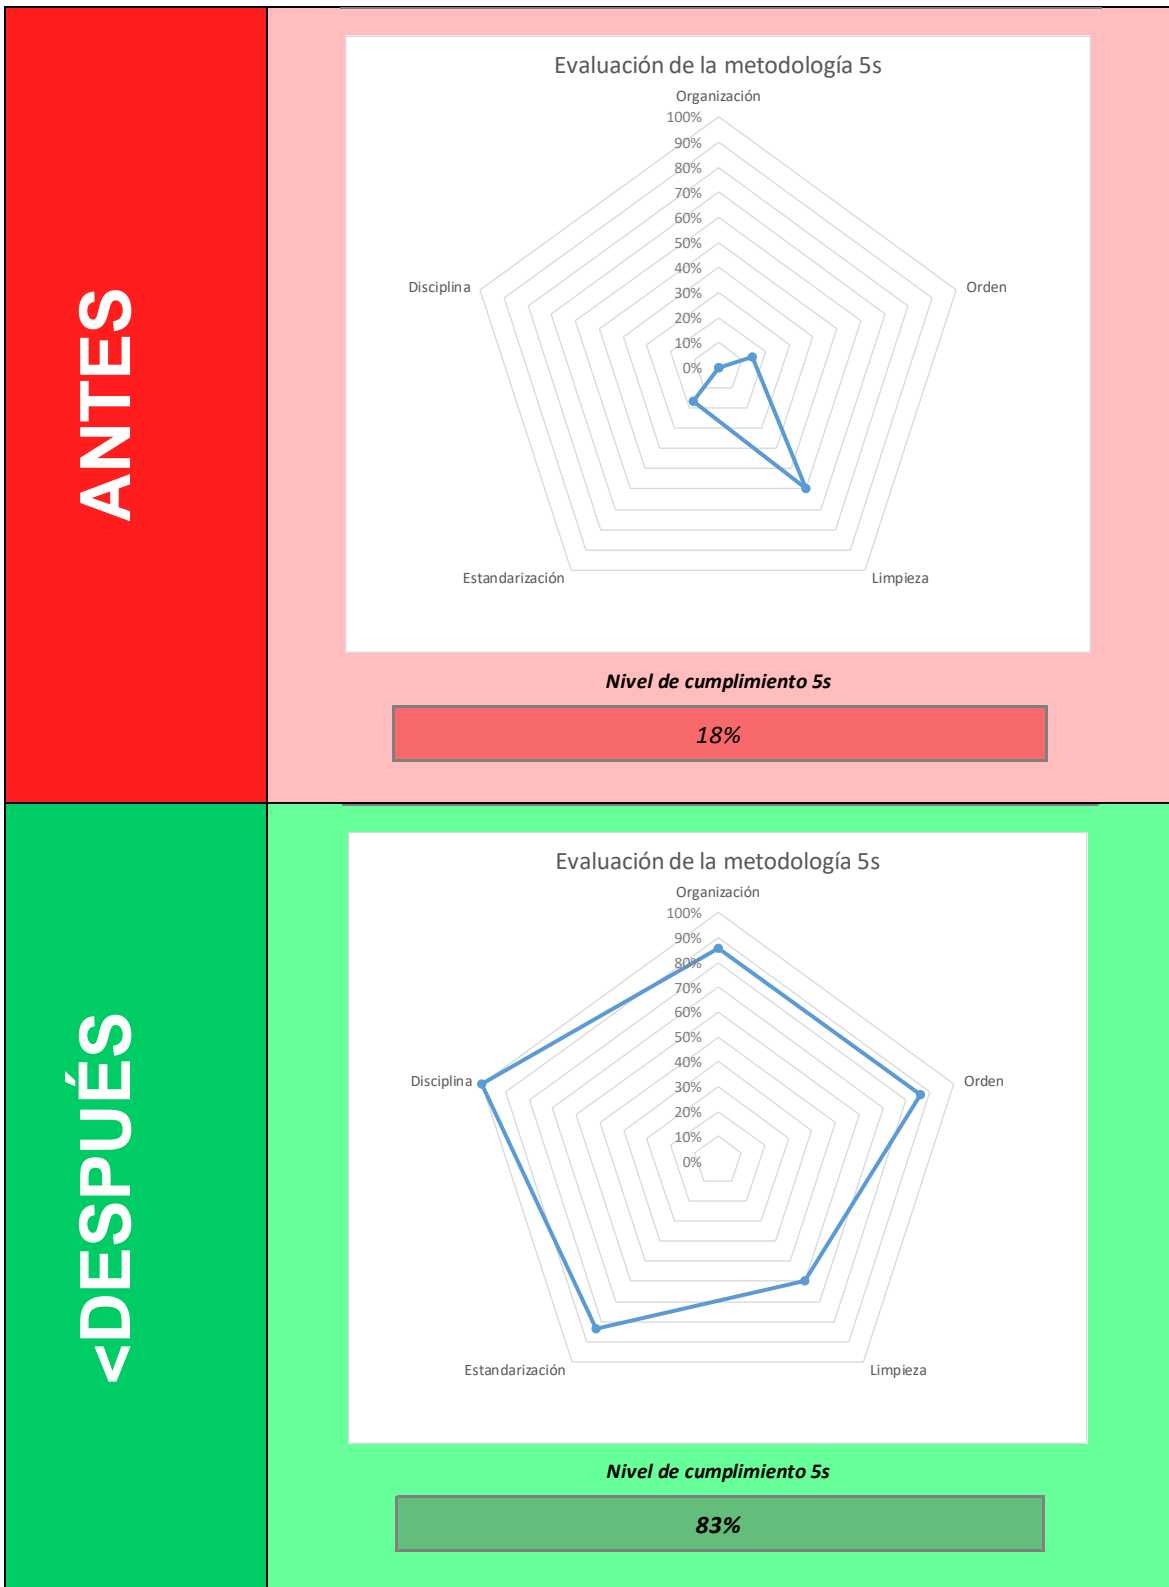 ANTES
Evaluación de la metodología 5s
Organización
100%
90%
80%
70%
60%
50%
40%
30%
20%
10%
0%
Disciplina
Orden
Estandarización
Limpieza
Nivel de cumplimiento 5s
18%
<DESPUÉS
Evaluación de la metodología 5s
Organización
100%
90%
80%
70%
60%
50%
40%
30%
20%
10%
0%
Disciplina
Orden
Estandarización
Limpieza
Nivel de cumplimiento 5s
83%